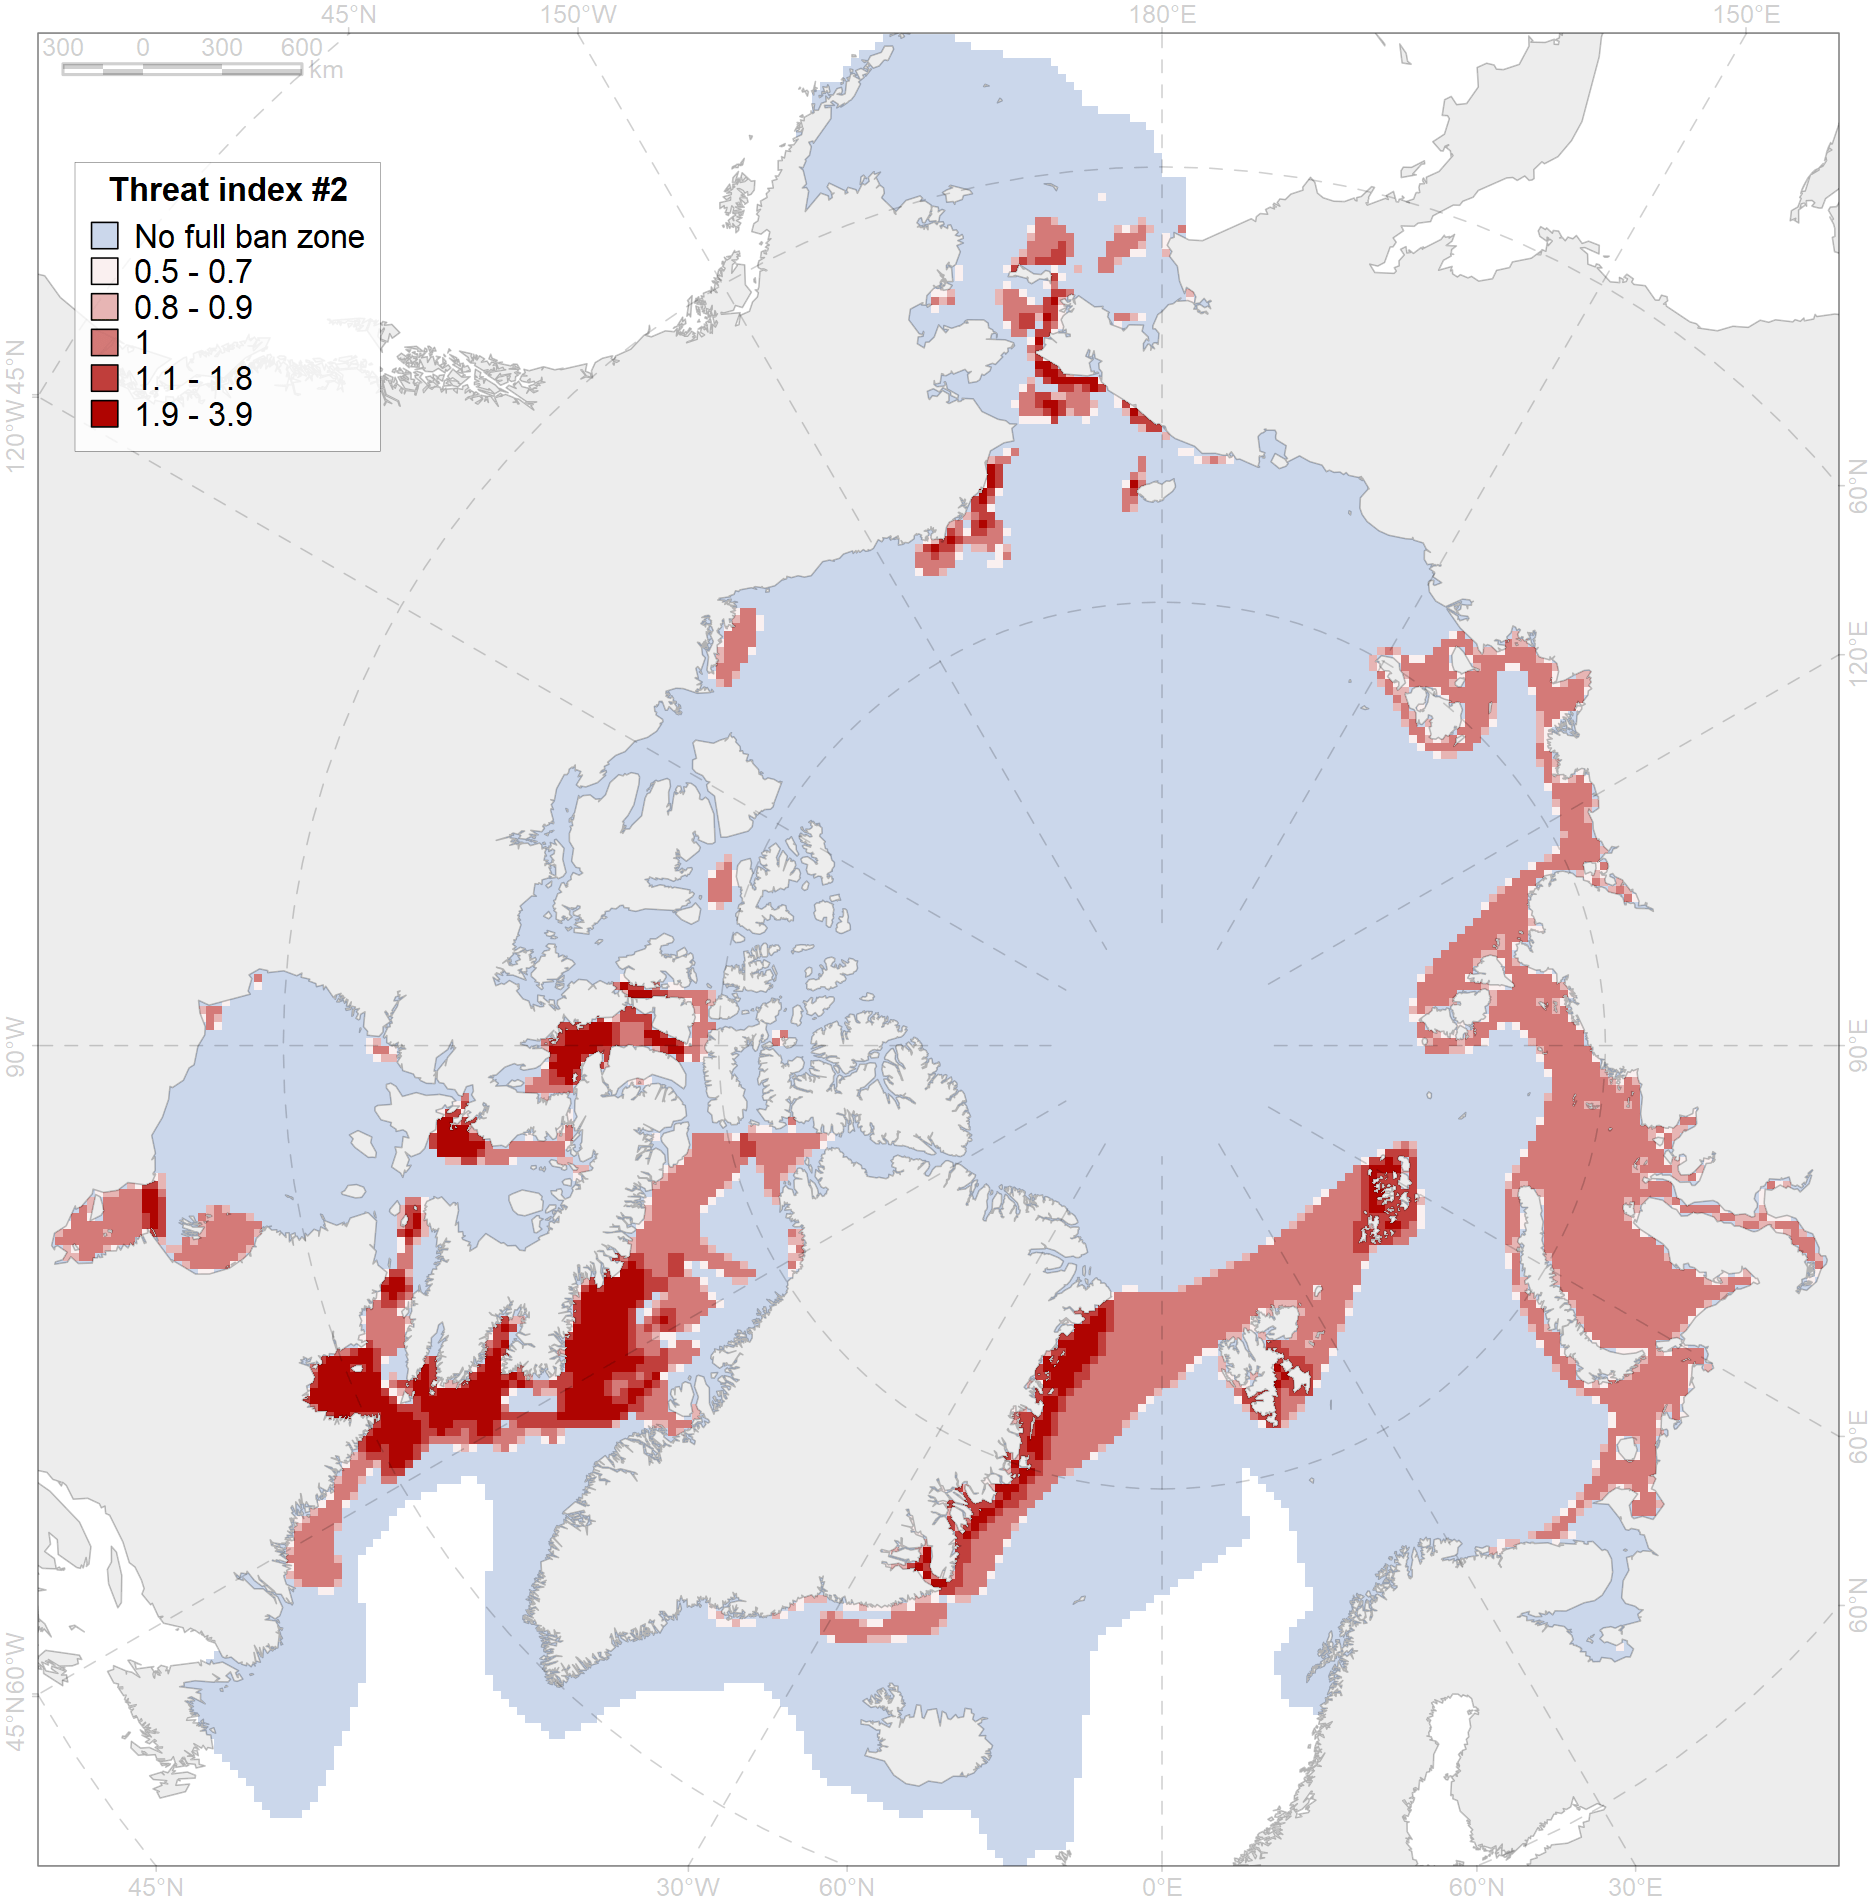 45°N 150°W 180°E 150°E
300 0 300 600
km
Threat index #2
No full ban zone
0.5 - 0.7
0.8 - 0.9
1
1.1 - 1.8
1.9 - 3.9
120°W 45°N
90°W
45°N 60°W
60°N
120°E
90°E
60°E
60°N
45°N 30°W 60°N 0°E 60°N 30°E